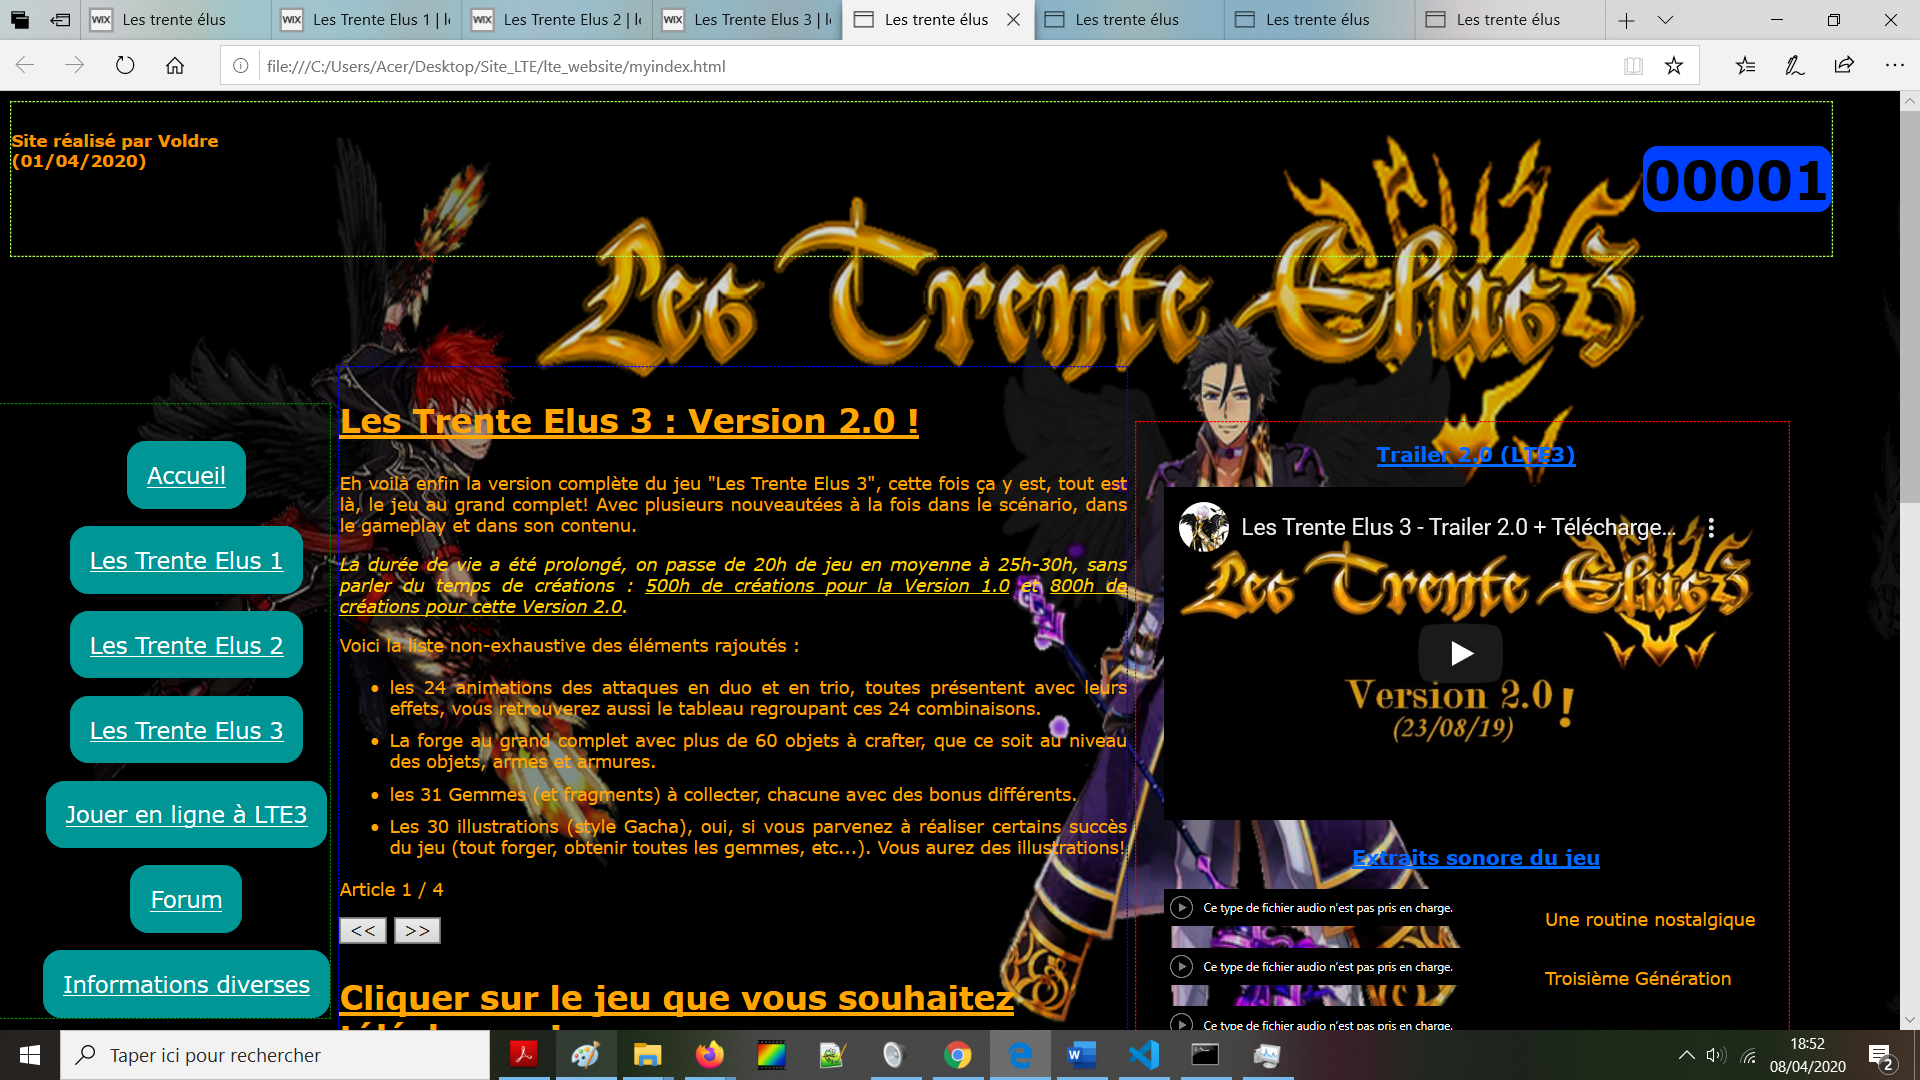 Les trente élus
WIX Les Trente Elus 1 | l
WIX Les Trente Elus 2 | l
WIX Les Trente Elus 3 | l
Les trente élus
Les trente élus
Les trente élus
Les trente élus
file:///C:/Users/Acer/Desktop/Site_LTE/lte_website/myindex.html
Site réalisé par Voldre
(01/04/2020)
00001
Les Trente Elus 3
Accueil
Les Trente Elus 1
Les Trente Elus 2
Les Trente Elus 3
Jouer en ligne à LTE3
Forum
Informations diverses
Les Trente Elus 3 : Version 2.0 !
Eh voilà enfin la version complète du jeu "Les Trente Elus 3", cette fois ça y est, tout est
là, le jeu au grand complet! Avec plusieurs nouveautées à la fois dans le scénario, dans
le gameplay et dans son contenu.
La durée de vie a été prolongé, on passe de 20h de jeu en moyenne à 25h-30h, sans
parler du temps de créations : 500h de créations pour la Version 1.0 et 800h de
créations pour cette Version 2.0.
Voici la liste non-exhaustive des éléments rajoutés :
• les 24 animations des attaques en duo et en trio, toutes présentent avec leurs
effets, vous retrouverez aussi le tableau regroupant ces 24 combinaisons.
• La forge au grand complet avec plus de 60 objets à crafter, que ce soit au niveau
des objets, armes et armures.
• les 31 Gemmes (et fragments) à collecter, chacune avec des bonus différents.
• Les 30 illustrations (style Gacha), oui, si vous parvenez à réaliser certains succès
du jeu (tout forger, obtenir toutes les gemmes, etc...). Vous aurez des illustrations!
Article 1 / 4
<< >>
Cliquer sur le jeu que vous souhaitez
Trailer 2.0 (LTE3)
Les Trente Elus 3 - Trailer 2.0 + Télécharge...
Les Trente Elus 3
Version 2.0 !
(23/08/19)
Extraits sonore du jeu
Ce type de fichier audio n'est pas pris en charge.
Une routine nostalgique
Ce type de fichier audio n'est pas pris en charge.
Troisième Génération
Ce type de fichier audio n'est pas pris en charge.
Taper ici pour rechercher
18:52
08/04/2020
2